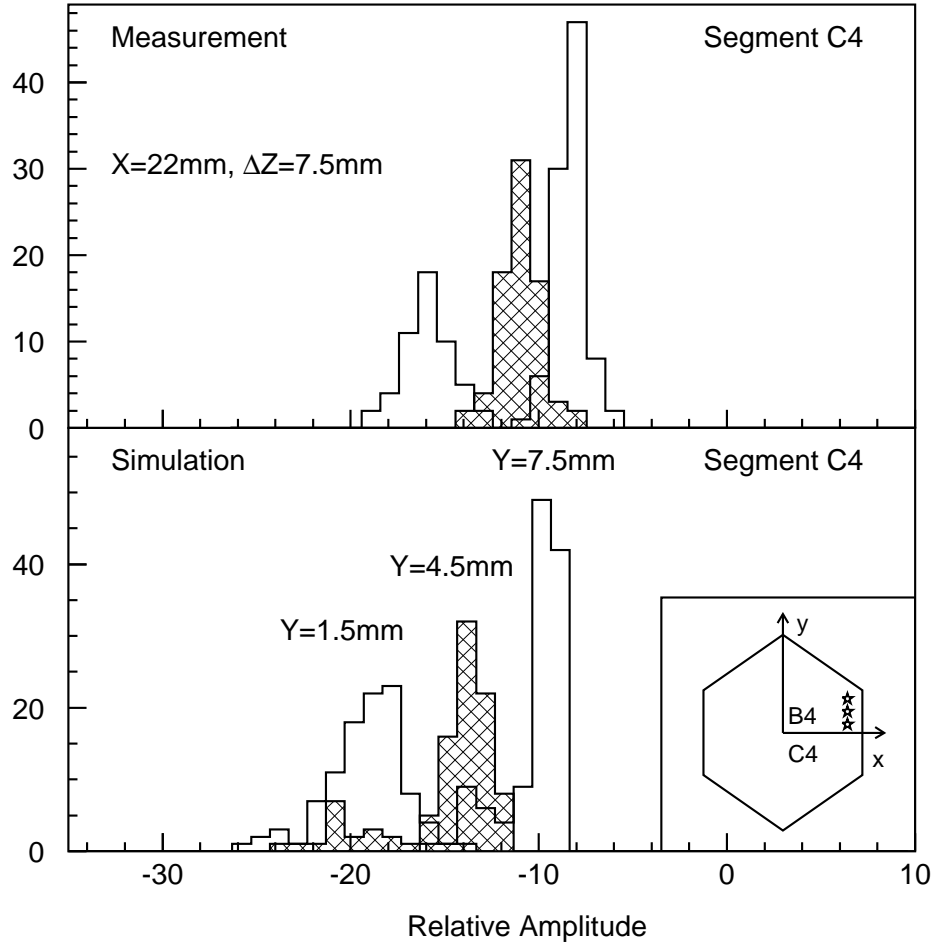 Measurement Segment C4
40
X=22mm, ΔZ=7.5mm
30
20
10
0
Simulation Y=7.5mm Segment C4
40 Y=4.5mm
Y=1.5mm y
20
B4
C4 x
0
-30 -20 -10 0 10
Relative Amplitude